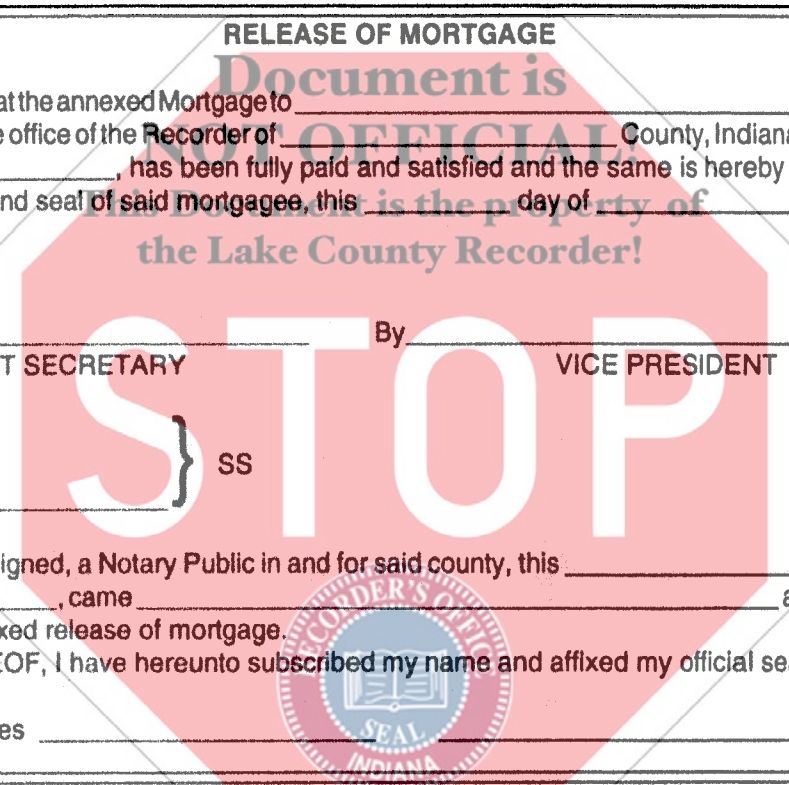 RELEASE OF MORTGAGE
Document is
at the annexed Mortgage to
NOT OFFICIAL!
e office of the Recorder of County, Indiana
, has been fully paid and satisfied and the same is hereby
This Document is the property of
nd seal of said mortgagee, this day of
the Lake County Recorder!
By
T SECRETARY VICE PRESIDENT
STOP
} SS
igned, a Notary Public in and for said county, this
, came a
xed release of mortgage.
EOF, I have hereunto subscribed my name and affixed my official se
es
RECORDER'S OFFICE
SEAL
INDIANA